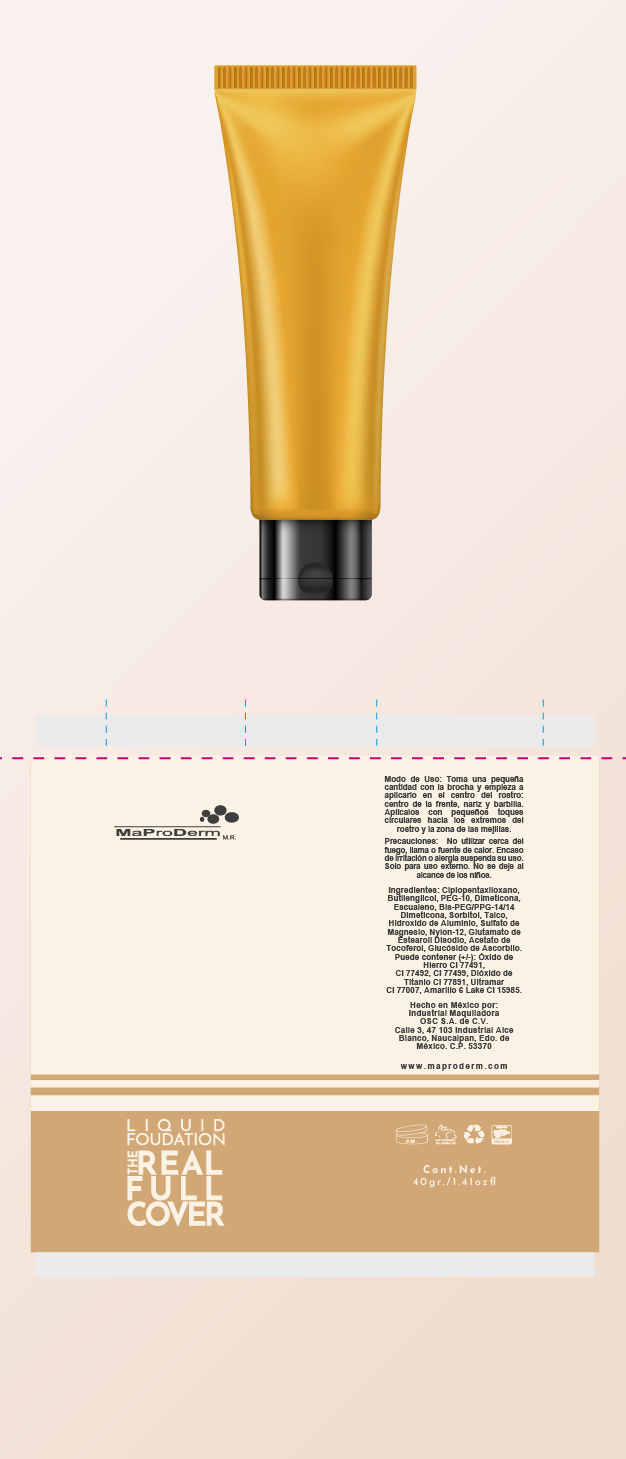 MaProDerm M.R.
Modo de Uso: Toma una pequeña
cantidad con la brocha y empieza a
aplicarlo en el centro del rostro:
centro de la frente, nariz y barbilla.
Aplicalos con pequeños toques
circulares hacia los extremos del
rostro y la zona de las mejillas.
Precauciones: No utilizar cerca del
fuego, llama o fuente de calor. Encaso
de irritación o alergia suspenda su uso.
Solo para uso externo. No se deje al
alcance de los niños.
Ingredientes: Ciplopentaxiloxano,
Butilenglicol, PEG-10, Dimeticona,
Escualeno, Bis-PEG/PPG-14/14
Dimeticona, Sorbitol, Talco,
Hidroxido de Aluminio, Sulfato de
Magnesio, Nylon-12, Glutamato de
Estearoil Disodio, Acetato de
Tocoferol, Glucósido de Ascorbilo.
Puede contener (+/-): Óxido de
Hierro CI 77491,
CI 77492, CI 77499, Dióxido de
Titanio CI 77891, Ultramar
CI 77007, Amarillo 6 Lake CI 15985.
Hecho en México por:
Industrial Maquiladora
OSC S.A. de C.V.
Calle 3, 47 103 Industrial Alce
Blanco, Naucalpan, Edo. de
México. C.P. 53370
www.maproderm.com
LIQUID
FOUDATION
THE REAL
FULL
COVER
Cont.Net.
40gr./1.41ozfl